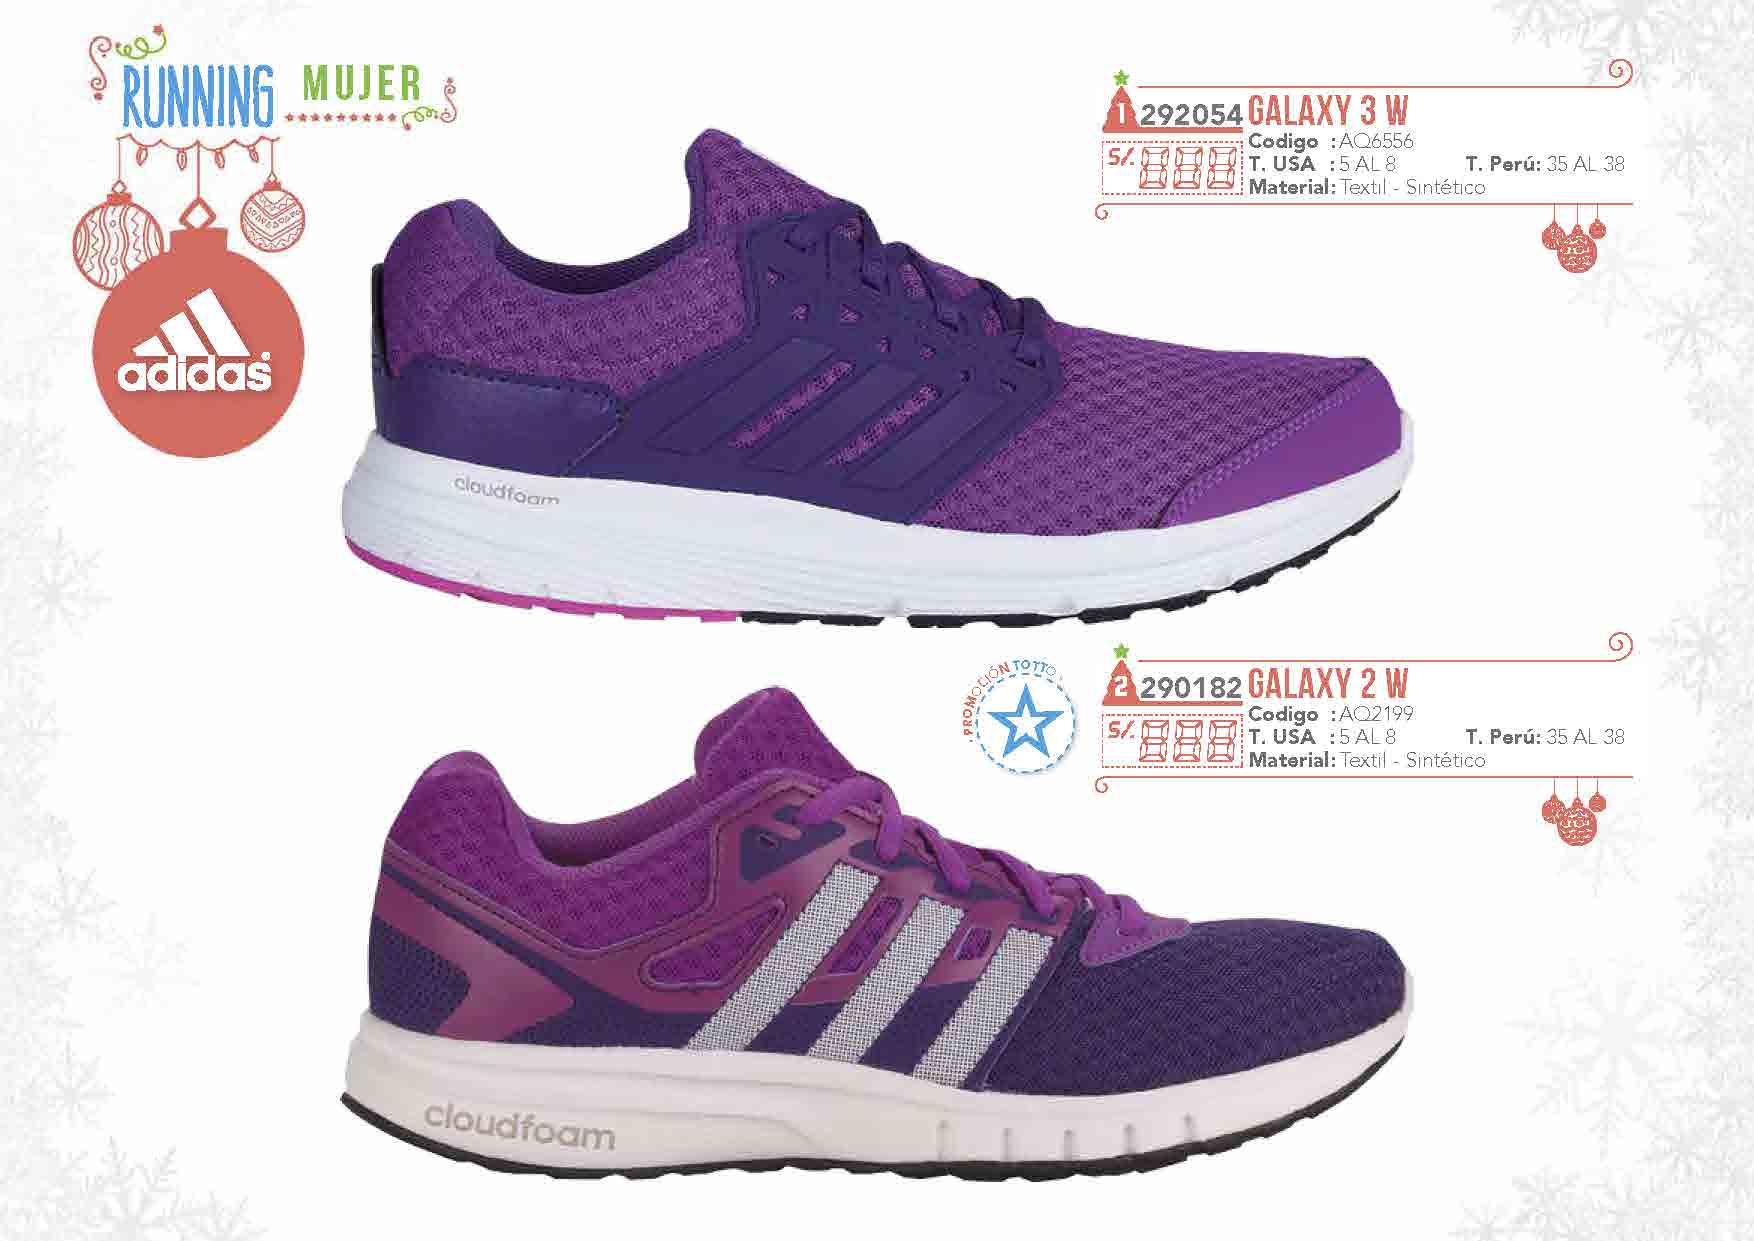 RUNNING MUJER
adidas
1 292054 GALAXY 3 W
Codigo : AQ6556
S/. 888
T. USA : 5 AL 8 T. Perú: 35 AL 38
Material: Textil - Sintético
cloudfoam
PROMOCIÓN TOTTO
2 290182 GALAXY 2 W
Codigo : AQ2199
S/. 888
T. USA : 5 AL 8 T. Perú: 35 AL 38
Material: Textil - Sintético
cloudfoam